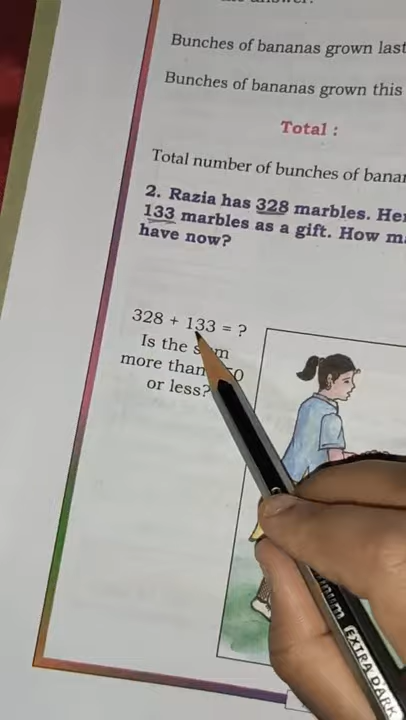 Bunches of bananas grown last
Bunches of bananas grown this
Total :
Total number of bunches of
2. Razia has 328 marbles.
133 marbles as a gift. How
have now?
328 + 133 = ?
Is the sum
more than
or less?
EXTRA DARK